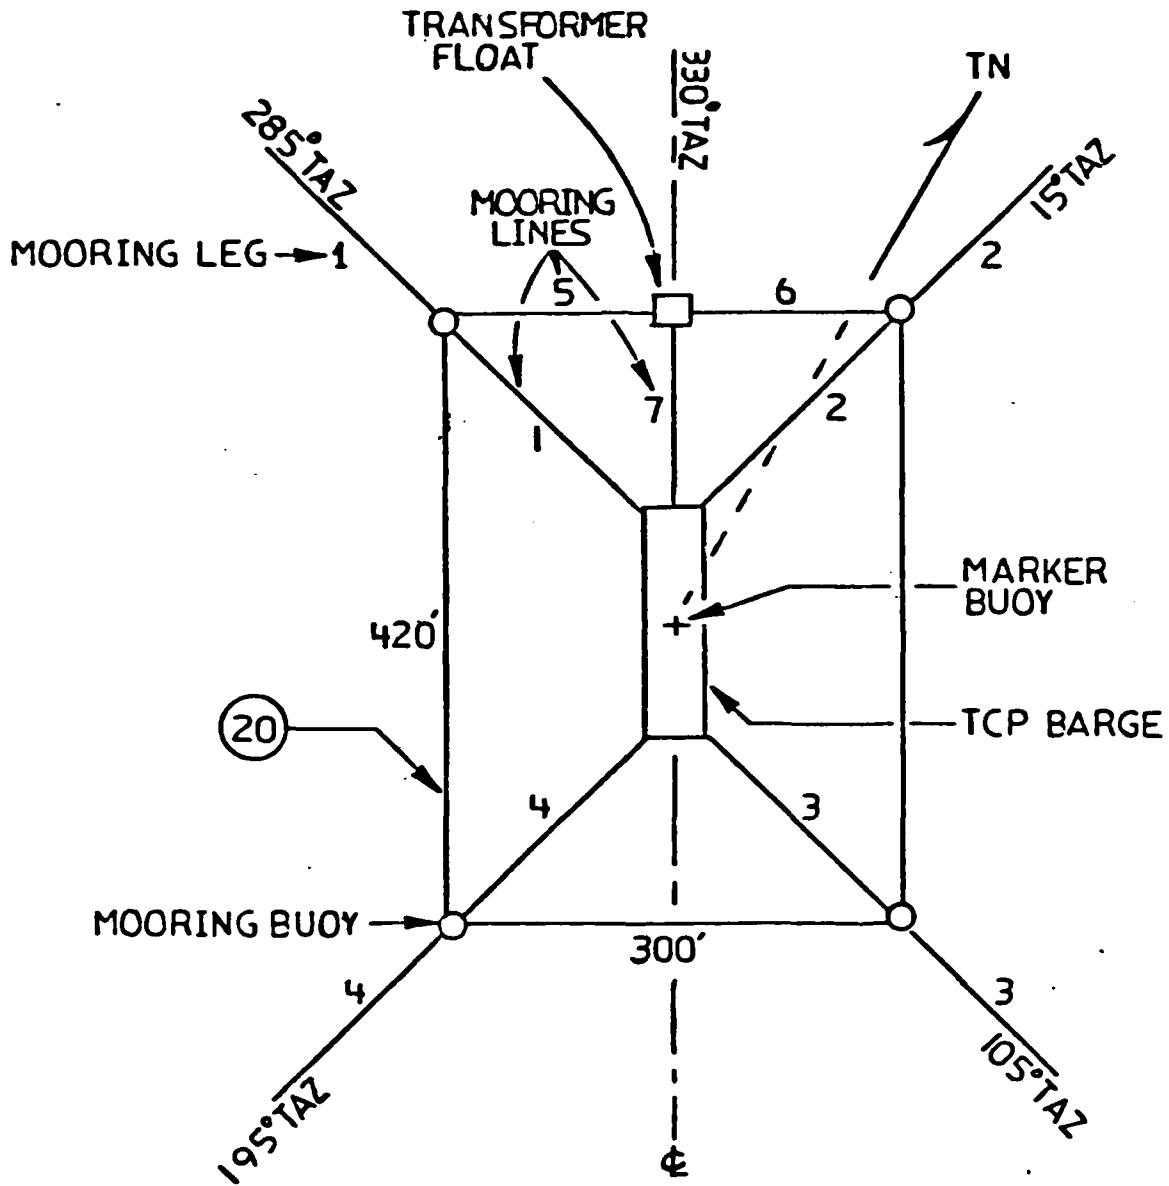 TRANSFORMER
FLOAT
330° TAZ
TN
285° TAZ
15° TAZ
MOORING
LINES
MOORING LEG
1
2
5
6
7
2
1
MARKER
BUOY
420'
20
TCP BARGE
4
3
MOORING BUOY
300'
4
3
195° TAZ
105° TAZ
℄